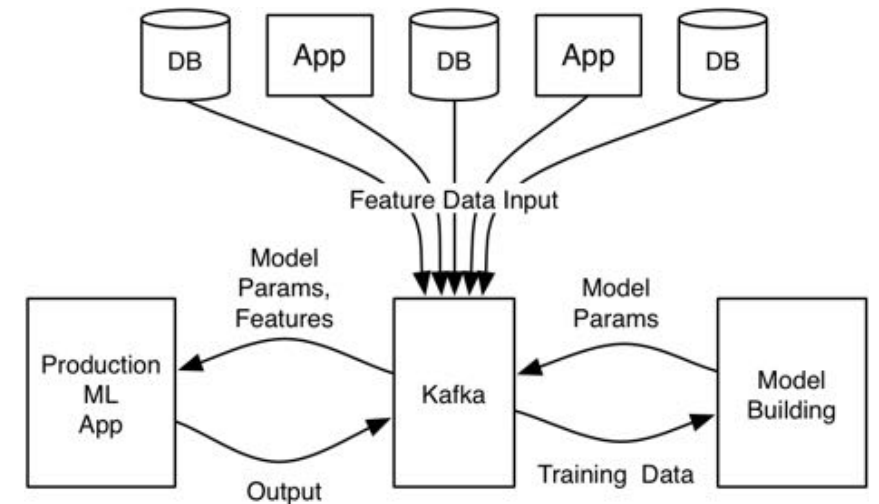 DB
App
DB
App
DB
Feature Data Input
Model
Params,
Features
Model
Params
Production
ML
App
Kafka
Model
Building
Output
Training Data